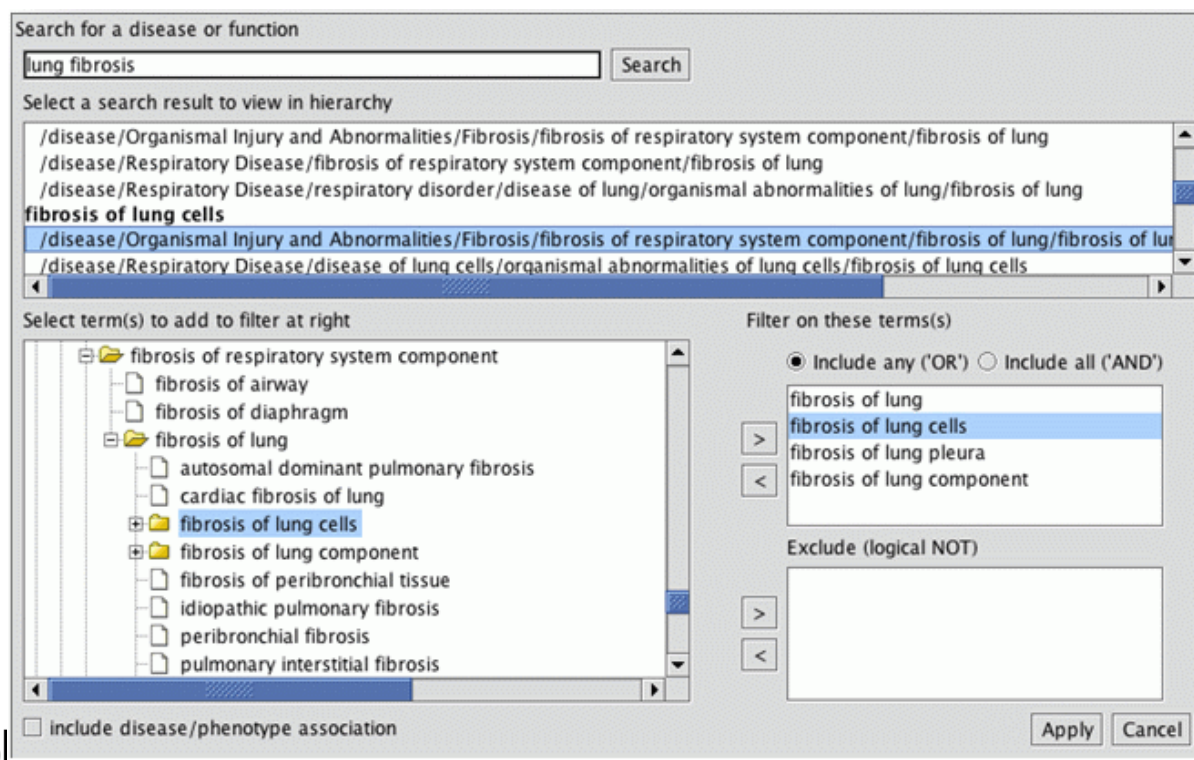 Search for a disease or function
lung fibrosis
Search
Select a search result to view in hierarchy
/disease/Organismal Injury and Abnormalities/Fibrosis/fibrosis of respiratory system component/fibrosis of lung
/disease/Respiratory Disease/fibrosis of respiratory system component/fibrosis of lung
/disease/Respiratory Disease/respiratory disorder/disease of lung/organismal abnormalities of lung/fibrosis of lung
fibrosis of lung cells
/disease/Organismal Injury and Abnormalities/Fibrosis/fibrosis of respiratory system component/fibrosis of lung/fibrosis of lu
/disease/Respiratory Disease/disease of lung cells/organismal abnormalities of lung cells/fibrosis of lung cells
Select term(s) to add to filter at right
fibrosis of respiratory system component
fibrosis of airway
fibrosis of diaphragm
fibrosis of lung
autosomal dominant pulmonary fibrosis
cardiac fibrosis of lung
fibrosis of lung cells
fibrosis of lung component
fibrosis of peribronchial tissue
idiopathic pulmonary fibrosis
peribronchial fibrosis
pulmonary interstitial fibrosis
include disease/phenotype association
Filter on these terms(s)
Include any ('OR') Include all ('AND')
fibrosis of lung
fibrosis of lung cells
fibrosis of lung pleura
fibrosis of lung component
>
<
Exclude (logical NOT)
>
<
Apply Cancel